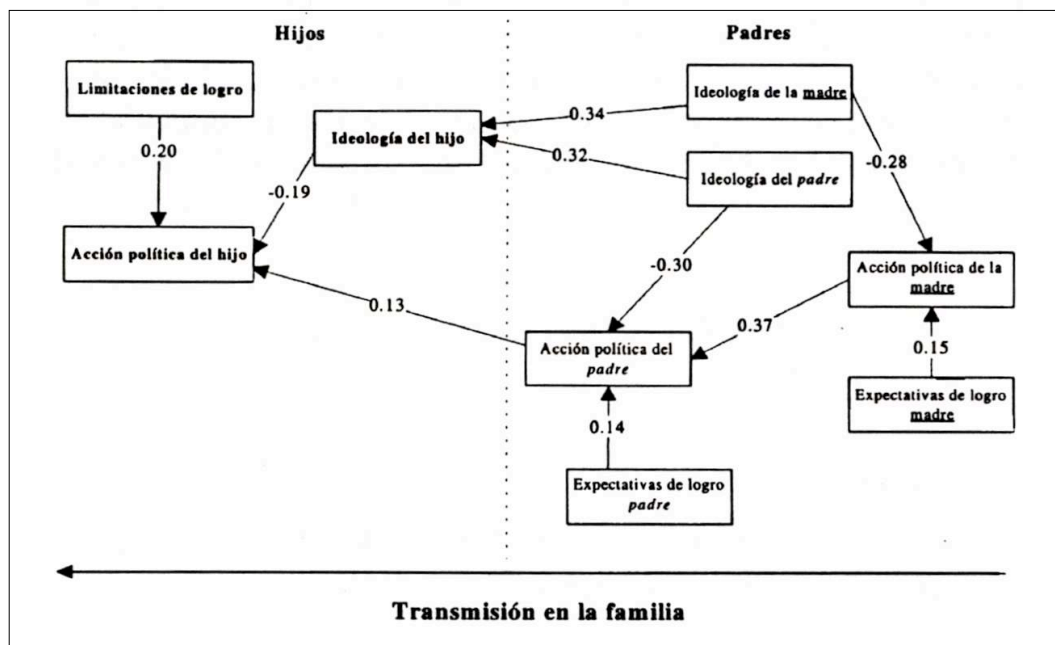 Hijos
Padres
Limitaciones de logro
Ideología de la madre
0.34
Ideología del hijo
0.20
0.32
-0.28
Ideología del padre
-0.19
Acción política del hijo
-0.30
Acción política de la
madre
0.13
0.37
Acción política del
padre
0.15
Expectativas de logro
madre
0.14
Expectativas de logro
padre
Transmisión en la familia